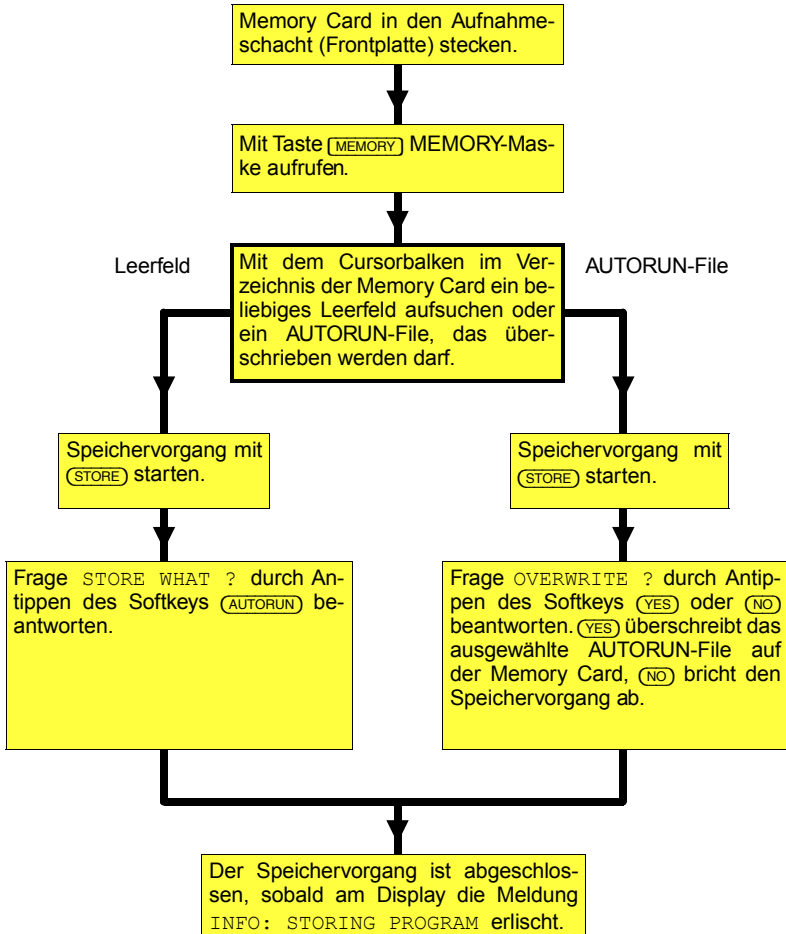 Memory Card in den Aufnahme-
schacht (Frontplatte) stecken.
Mit Taste MEMORY MEMORY-Mas-
ke aufrufen.
Leerfeld
Mit dem Cursorbalken im Ver-
zeichnis der Memory Card ein be-
liebiges Leerfeld aufsuchen oder
ein AUTORUN-File, das über-
schrieben werden darf.
AUTORUN-File
Speichervorgang mit
STORE starten.
Speichervorgang mit
STORE starten.
Frage STORE WHAT ? durch An-
tippen des Softkeys AUTORUN be-
antworten.
Frage OVERWRITE ? durch Antip-
pen des Softkeys YES oder NO
beantworten. YES überschreibt das
ausgewählte AUTORUN-File auf
der Memory Card, NO bricht den
Speichervorgang ab.
Der Speichervorgang ist abgeschlos-
sen, sobald am Display die Meldung
INFO: STORING PROGRAM erlischt.